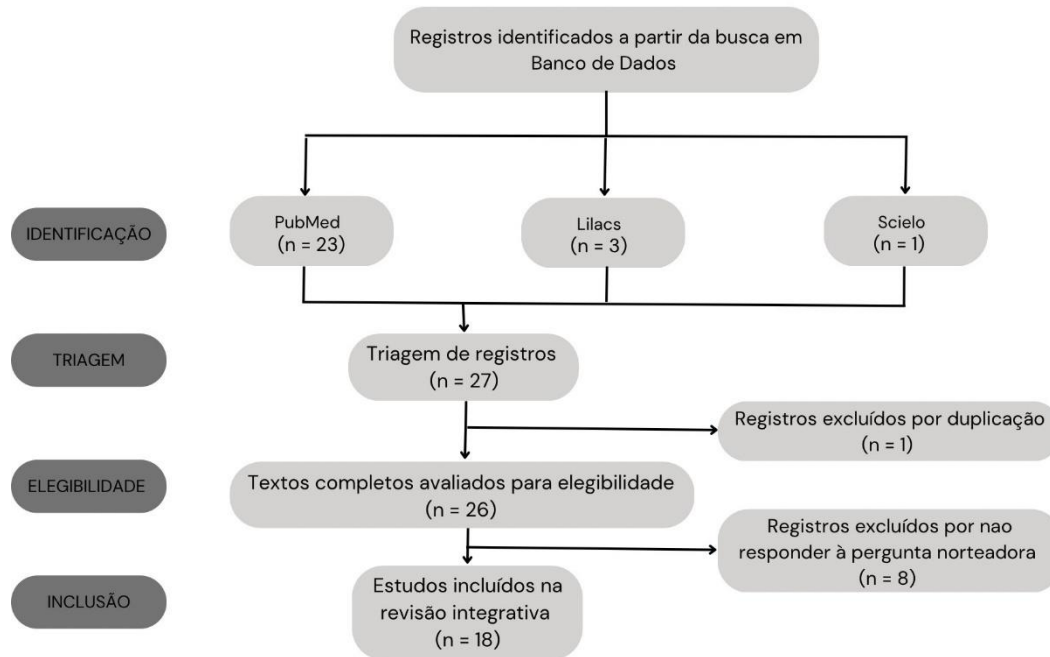 Registros identificados a partir da busca em
Banco de Dados
IDENTIFICAÇÃO
PubMed
(n = 23)
Lilacs
(n = 3)
Scielo
(n = 1)
TRIAGEM
Triagem de registros
(n = 27)
Registros excluídos por duplicação
(n = 1)
ELEGIBILIDADE
Textos completos avaliados para elegibilidade
(n = 26)
Registros excluídos por nao
responder à pergunta norteadora
(n = 8)
INCLUSÃO
Estudos incluídos na
revisão integrativa
(n = 18)